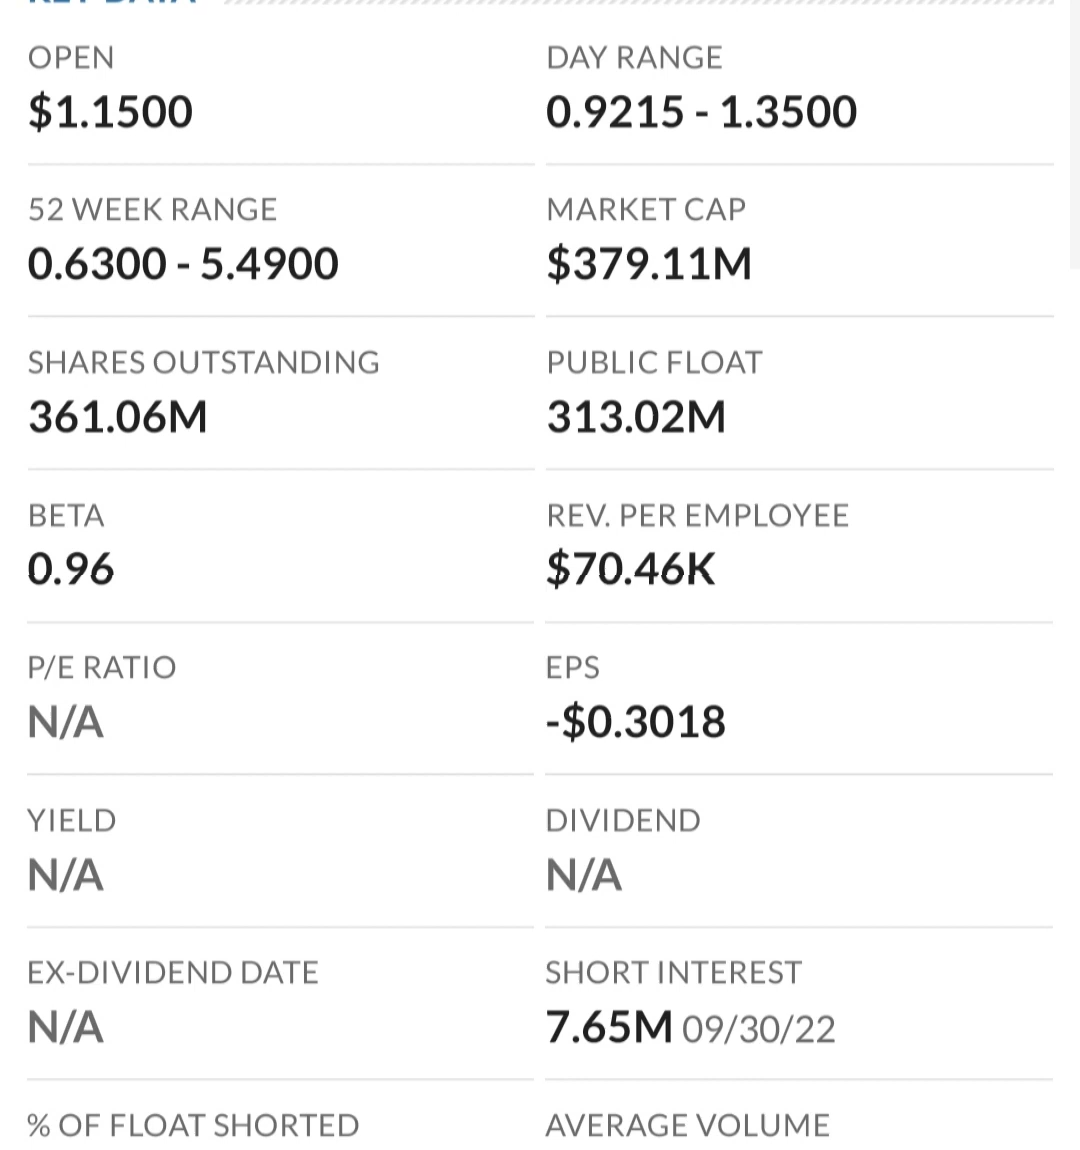 OPEN
$1.1500
DAY RANGE
0.9215 - 1.3500
52 WEEK RANGE
0.6300 - 5.4900
MARKET CAP
$379.11M
SHARES OUTSTANDING
361.06M
PUBLIC FLOAT
313.02M
BETA
0.96
REV. PER EMPLOYEE
$70.46K
P/E RATIO
N/A
EPS
-$0.3018
YIELD
N/A
DIVIDEND
N/A
EX-DIVIDEND DATE
N/A
SHORT INTEREST
7.65M 09/30/22
% OF FLOAT SHORTED
AVERAGE VOLUME